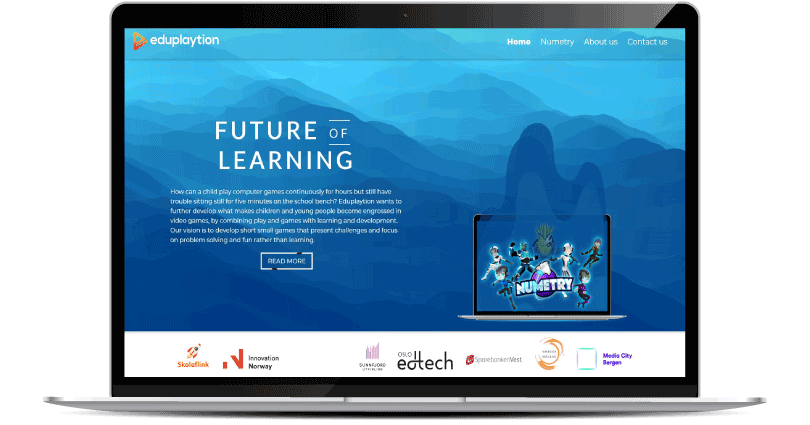 eduplaytion
Home Numetry About us Contact us
FUTURE OF
LEARNING
How can a child play computer games continuously for hours but still have
trouble sitting still for five minutes on the school bench? Eduplaytion wants to
further develop what makes children and young people become engrossed in
video games, by combining play and games with learning and development.
Our vision is to develop short small games that present challenges and focus
on problem solving and fun rather than learning.
READ MORE
NUMETRY
Skoleflink
Innovation
Norway
SUNNFJORD
UTVIKLING
OSLO
edtech
SparebankenVest
Media City
Bergen